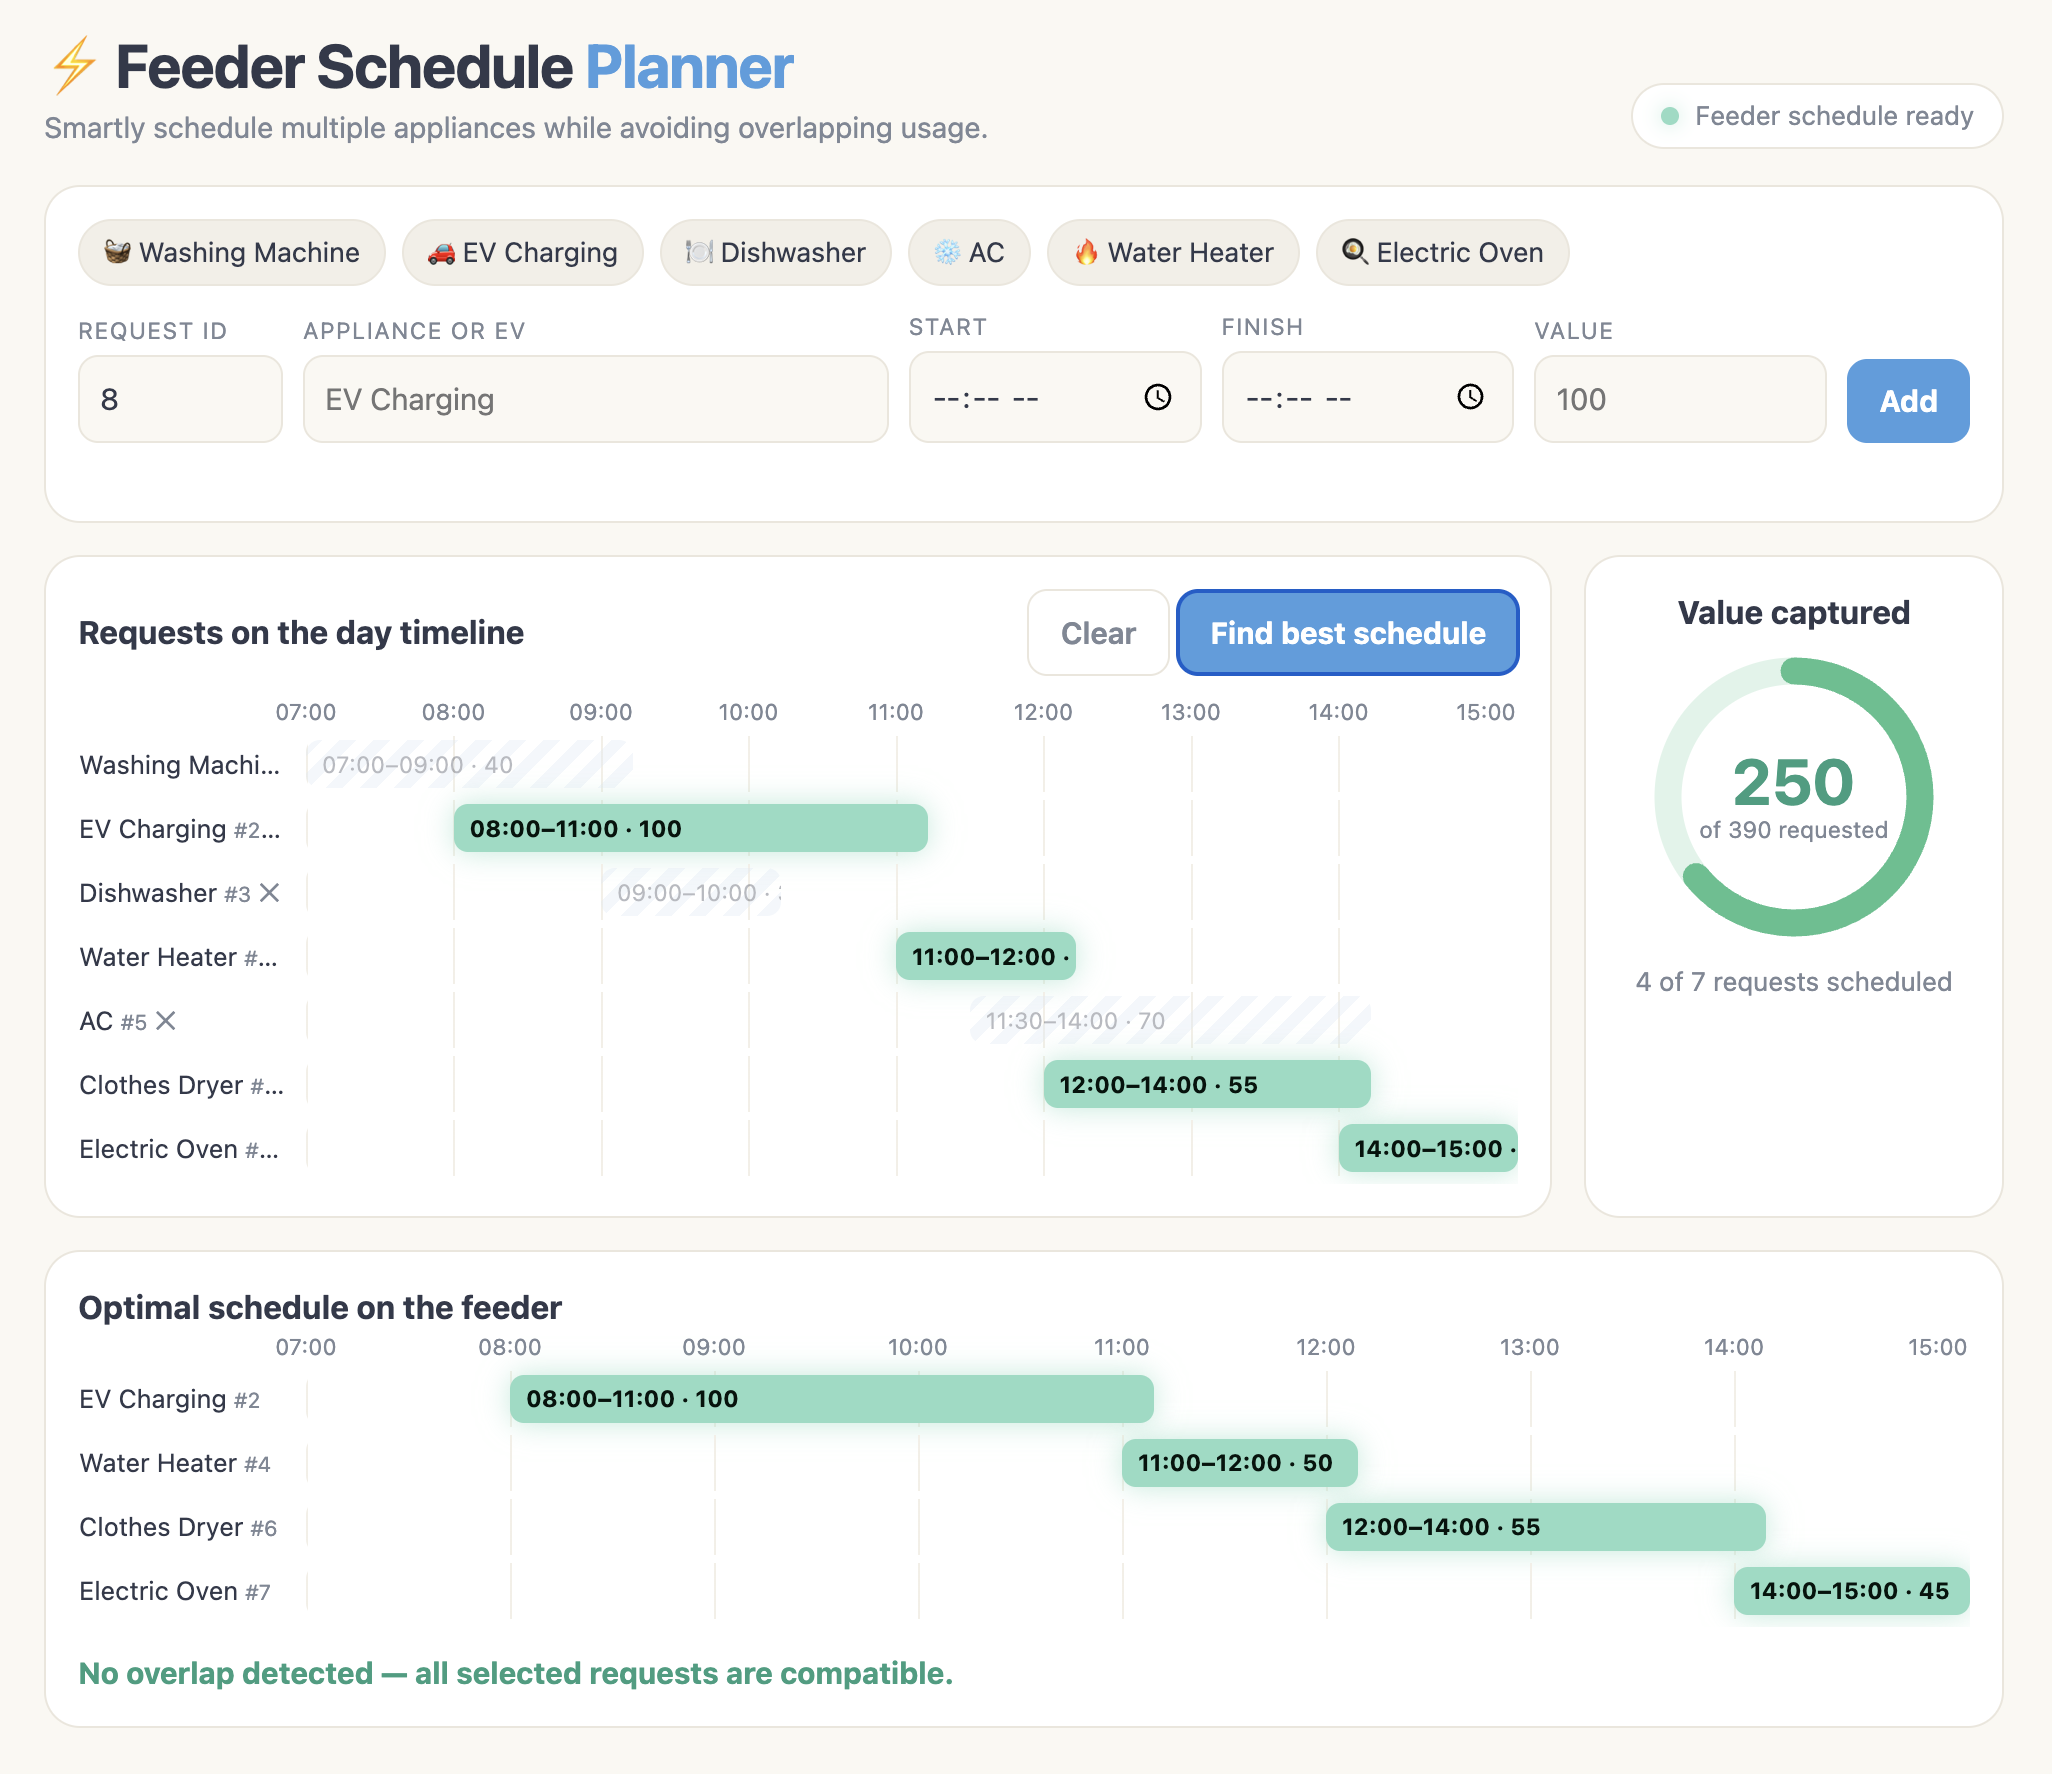 ⚡ Feeder Schedule Planner
Smartly schedule multiple appliances while avoiding overlapping usage.
Feeder schedule ready
Washing Machine EV Charging Dishwasher AC Water Heater Electric Oven
REQUEST ID APPLIANCE OR EV START FINISH VALUE
8 EV Charging --:-- -- --:-- -- 100 Add
Requests on the day timeline
Clear Find best schedule
07:00 08:00 09:00 10:00 11:00 12:00 13:00 14:00 15:00
Washing Machi... 07:00–09:00 · 40
EV Charging #2... 08:00–11:00 · 100
Dishwasher #3 × 09:00–10:00 ·
Water Heater #... 11:00–12:00 ·
AC #5 × 11:30–14:00 · 70
Clothes Dryer #... 12:00–14:00 · 55
Electric Oven #... 14:00–15:00 ·
Value captured
250
of 390 requested
4 of 7 requests scheduled
Optimal schedule on the feeder
07:00 08:00 09:00 10:00 11:00 12:00 13:00 14:00 15:00
EV Charging #2 08:00–11:00 · 100
Water Heater #4 11:00–12:00 · 50
Clothes Dryer #6 12:00–14:00 · 55
Electric Oven #7 14:00–15:00 · 45
No overlap detected — all selected requests are compatible.